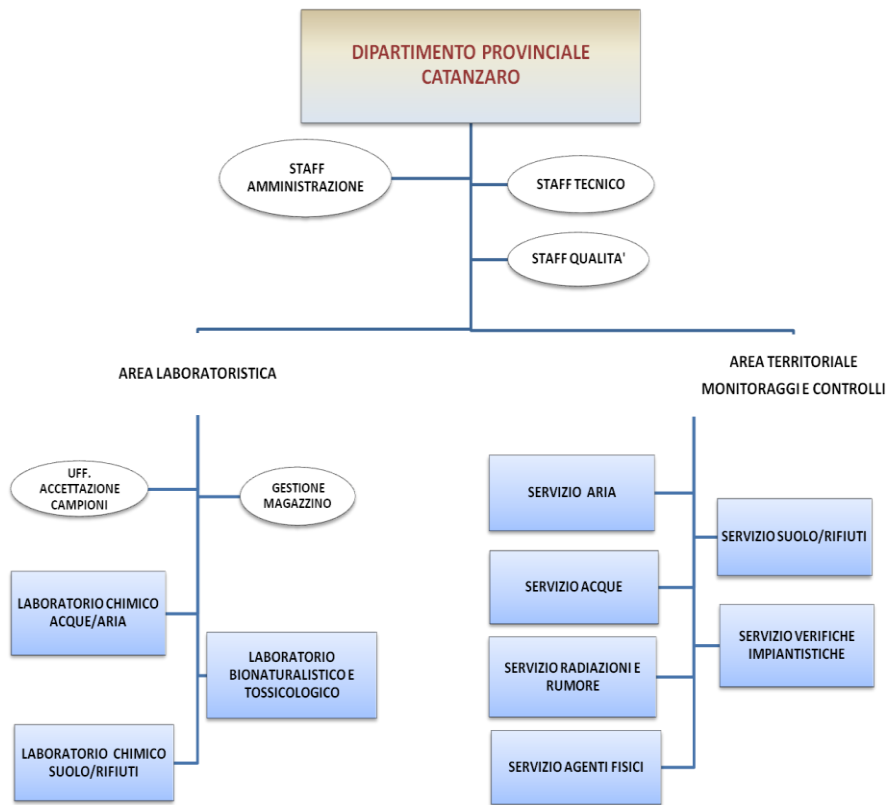 DIPARTIMENTO PROVINCIALE
CATANZARO
STAFF
AMMINISTRAZIONE
STAFF TECNICO
STAFF QUALITA'
AREA LABORATORISTICA
UFF.
ACCETTAZIONE
CAMPIONI
GESTIONE
MAGAZZINO
LABORATORIO CHIMICO
ACQUE/ARIA
LABORATORIO
BIONATURALISTICO E
TOSSICOLOGICO
LABORATORIO CHIMICO
SUOLO/RIFIUTI
AREA TERRITORIALE
MONITORAGGI E CONTROLLI
SERVIZIO ARIA
SERVIZIO SUOLO/RIFIUTI
SERVIZIO ACQUE
SERVIZIO VERIFICHE
IMPIANTISTICHE
SERVIZIO RADIAZIONI E
RUMORE
SERVIZIO AGENTI FISICI